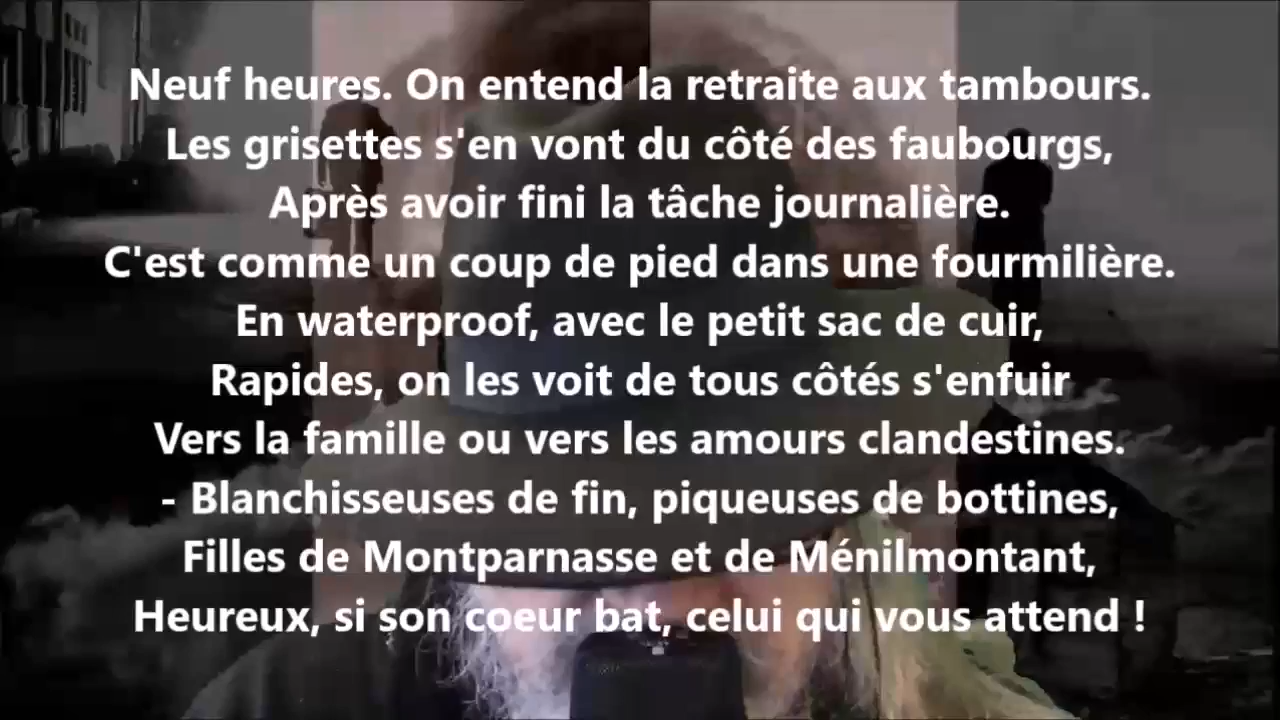 Neuf heures. On entend la retraite aux tambours.
Les grisettes s'en vont du côté des faubourgs,
Après avoir fini la tâche journalière.
C'est comme un coup de pied dans une fourmilière.
En waterproof, avec le petit sac de cuir,
Rapides, on les voit de tous côtés s'enfuir
Vers la famille ou vers les amours clandestines.
- Blanchisseuses de fin, piqueuses de bottines,
Filles de Montparnasse et de Ménilmontant,
Heureux, si son coeur bat, celui qui vous attend !